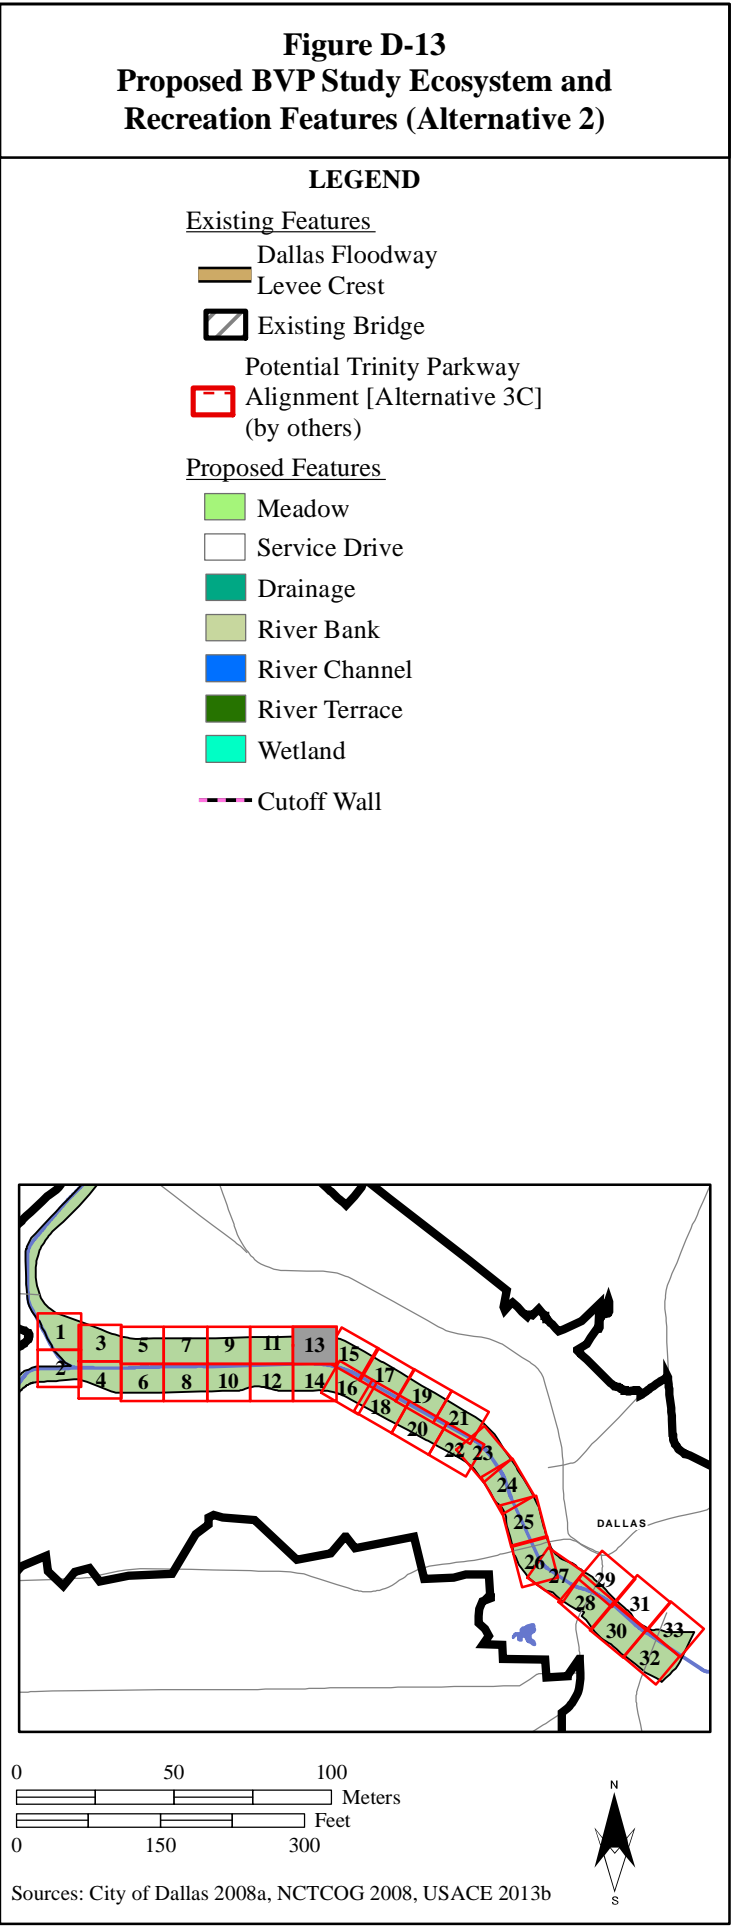 Figure D-13
Proposed BVP Study Ecosystem and
Recreation Features (Alternative 2)
LEGEND
Existing Features
Dallas Floodway
Levee Crest
Existing Bridge
Potential Trinity Parkway
Alignment [Alternative 3C]
(by others)
Proposed Features
Meadow
Service Drive
Drainage
River Bank
River Channel
River Terrace
Wetland
Cutoff Wall
1
2
3
4
5
6
7
8
9
10
11
12
13
14
15
16
17
18
19
20
21
22
23
24
25
26
27
28
29
30
31
32
33
DALLAS
0 50 100
Meters
Feet
0 150 300
N
S
Sources: City of Dallas 2008a, NCTCOG 2008, USACE 2013b